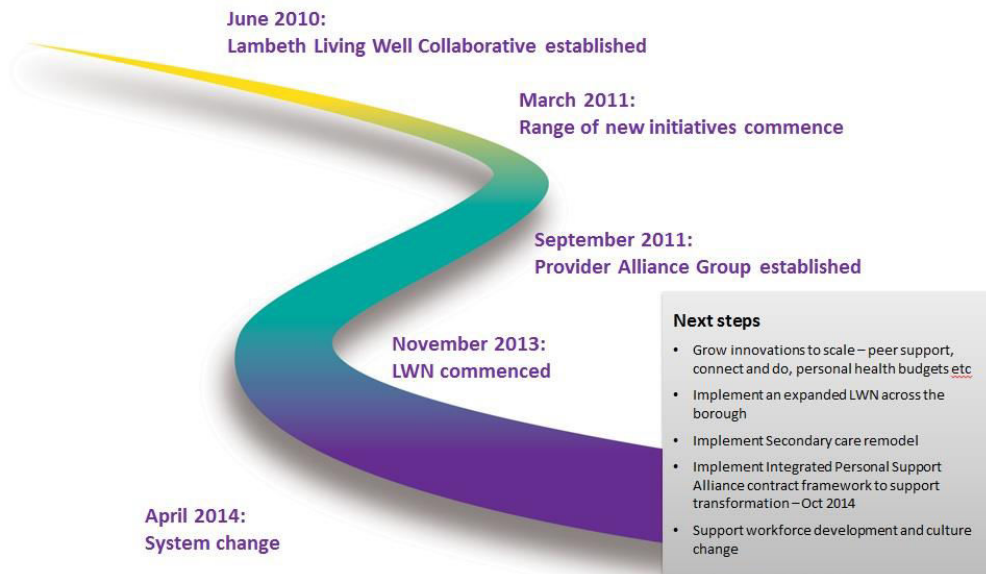 June 2010:
Lambeth Living Well Collaborative established
March 2011:
Range of new initiatives commence
September 2011:
Provider Alliance Group established
November 2013:
LWN commenced
April 2014:
System change
Next steps
• Grow innovations to scale – peer support,
connect and do, personal health budgets etc
• Implement an expanded LWN across the
borough
• Implement Secondary care remodel
• Implement Integrated Personal Support
Alliance contract framework to support
transformation – Oct 2014
• Support workforce development and culture
change